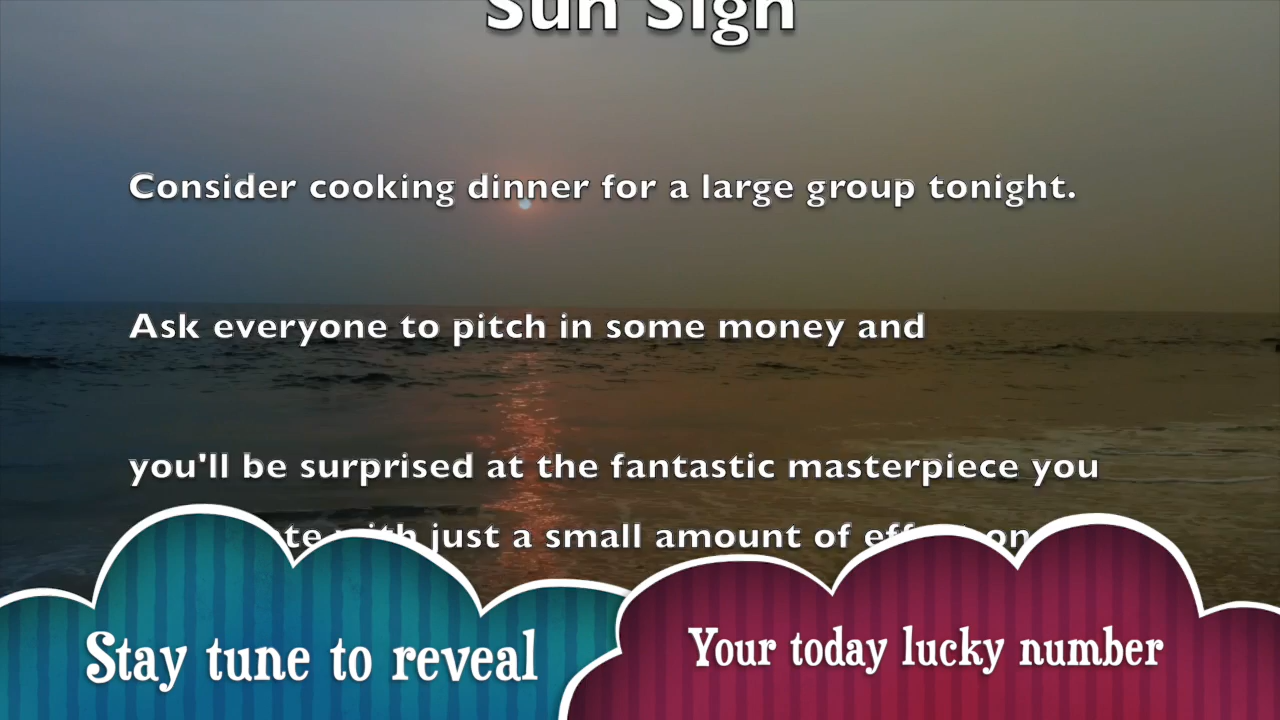 Sun Sign
Consider cooking dinner for a large group tonight.
Ask everyone to pitch in some money and
you'll be surprised at the fantastic masterpiece you
with just a small amount of on
Stay tune to reveal
Your today lucky number